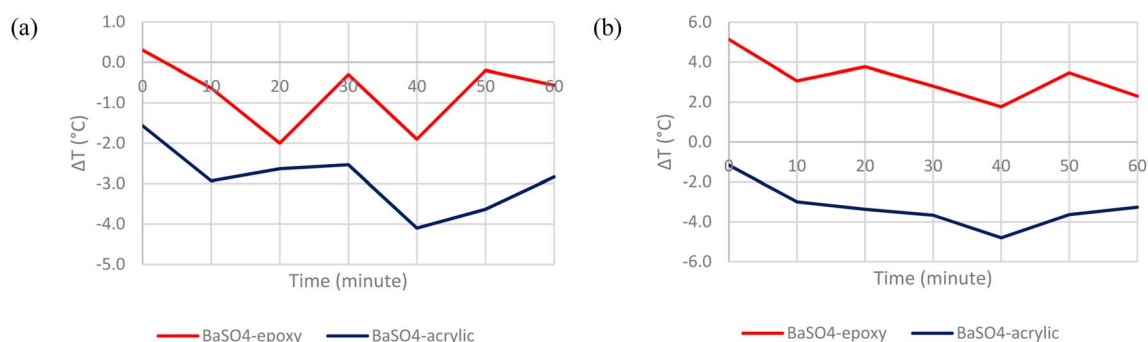 (a)
1.0
0.0
0 10 20 30 40 50 60
-1.0
-2.0
-3.0
-4.0
-5.0
ΔT (°C)
Time (minute)
BaSO4-epoxy BaSO4-acrylic
(b)
6.0
4.0
2.0
0.0
0 10 20 30 40 50 60
-2.0
-4.0
-6.0
ΔT (°C)
Time (minute)
BaSO4-epoxy BaSO4-acrylic